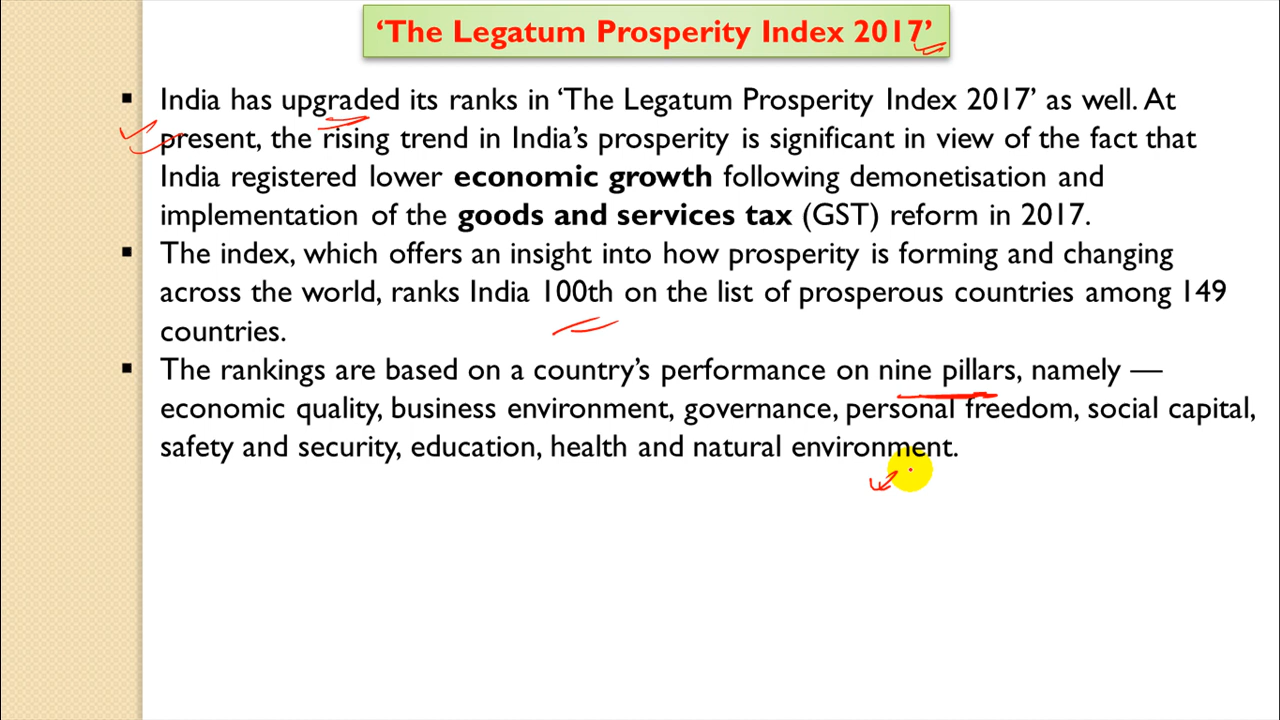 ‘The Legatum Prosperity Index 2017’
▪ India has upgraded its ranks in ‘The Legatum Prosperity Index 2017’ as well. At
present, the rising trend in India’s prosperity is significant in view of the fact that
India registered lower economic growth following demonetisation and
implementation of the goods and services tax (GST) reform in 2017.
▪ The index, which offers an insight into how prosperity is forming and changing
across the world, ranks India 100th on the list of prosperous countries among 149
countries.
▪ The rankings are based on a country’s performance on nine pillars, namely —
economic quality, business environment, governance, personal freedom, social capital,
safety and security, education, health and natural environment.